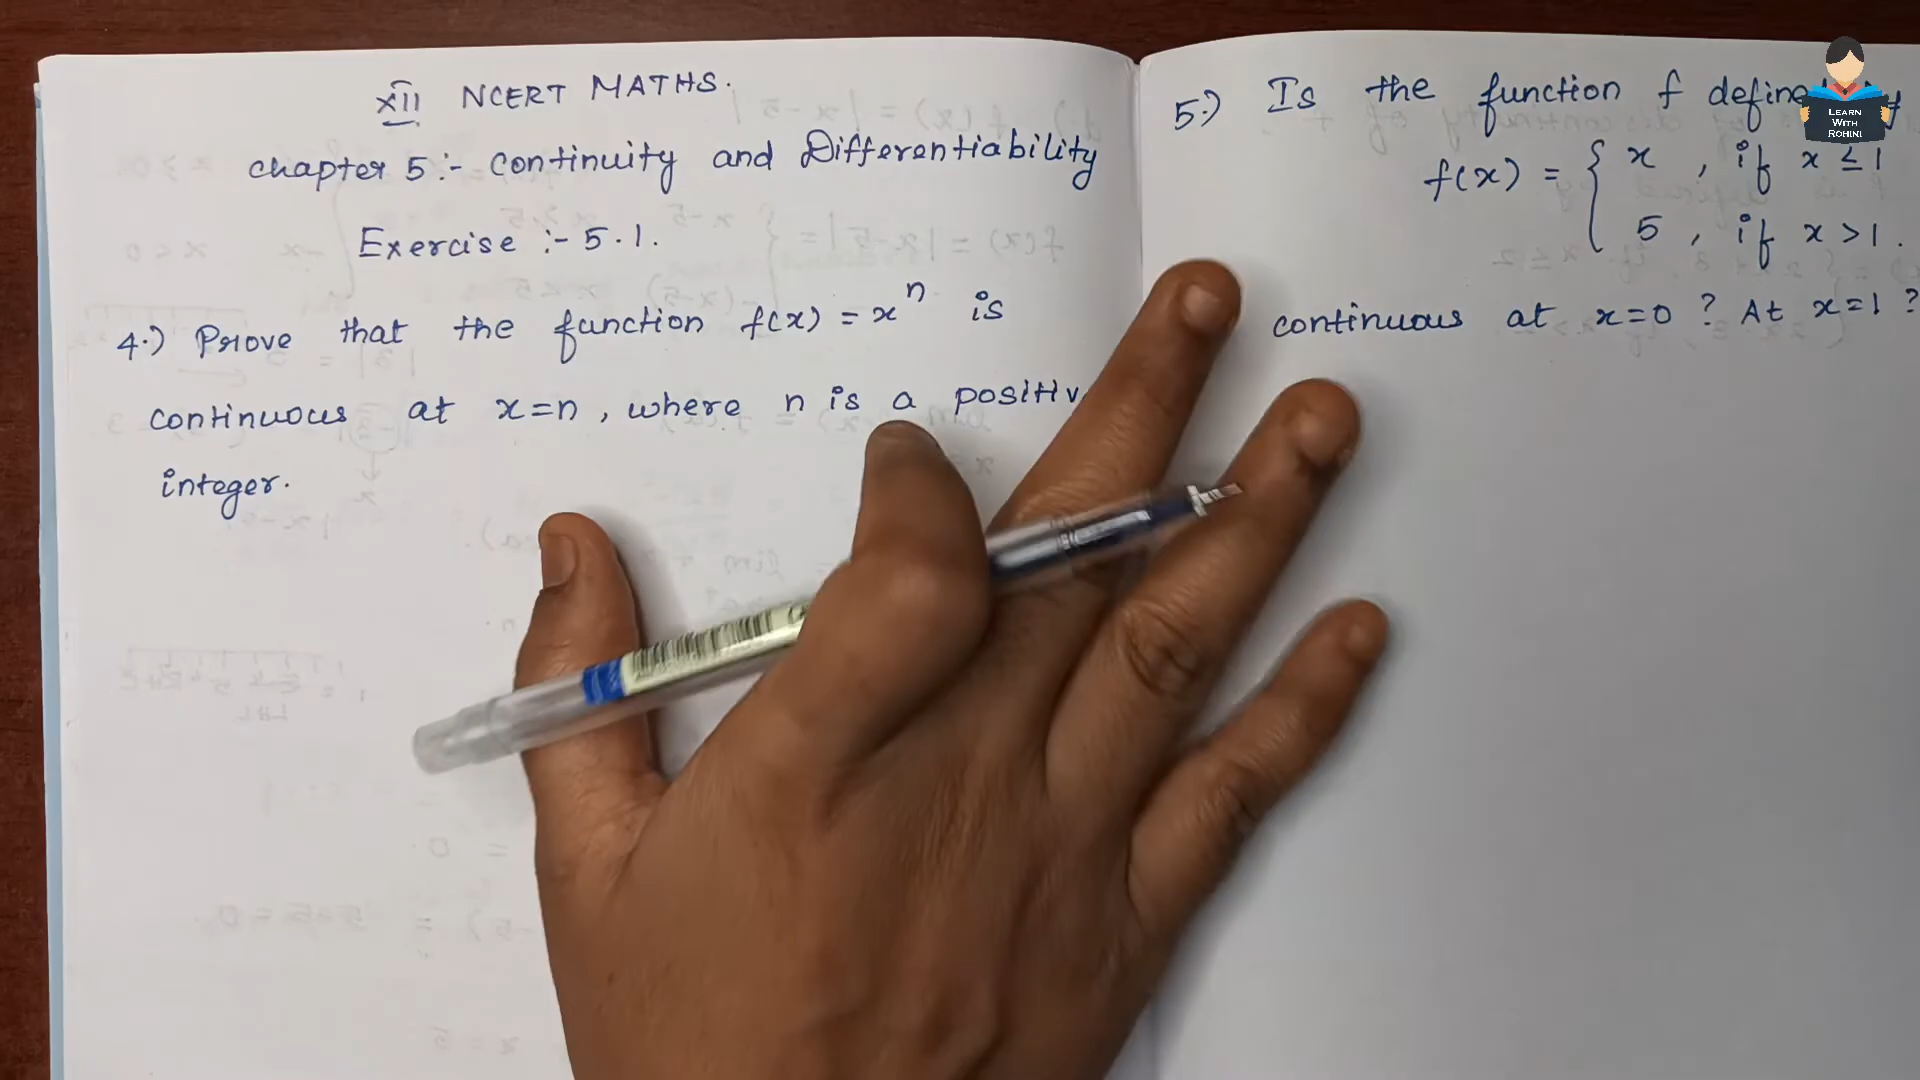 XII NCERT MATHS.
Chapter 5:- Continuity and Differentiability
Exercise :- 5.1.
4.) Prove that the function f(x) = xⁿ is
continuous at x=n, where n is a
integer.
5.) Is the function f
f(x) = { x , if x ≤ 1
5 , if x > 1.
continuous at x=0 ? At x=1 ?
LEARN
WITH
ROHINI